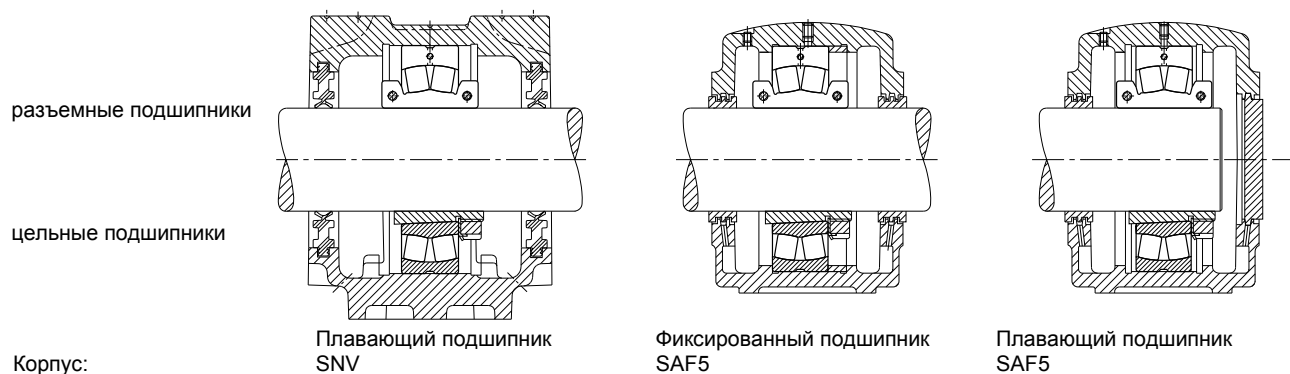 разъемные подшипники
цельные подшипники
Плавающий подшипник
Фиксированный подшипник
Плавающий подшипник
Корпус:
SNV
SAF5
SAF5